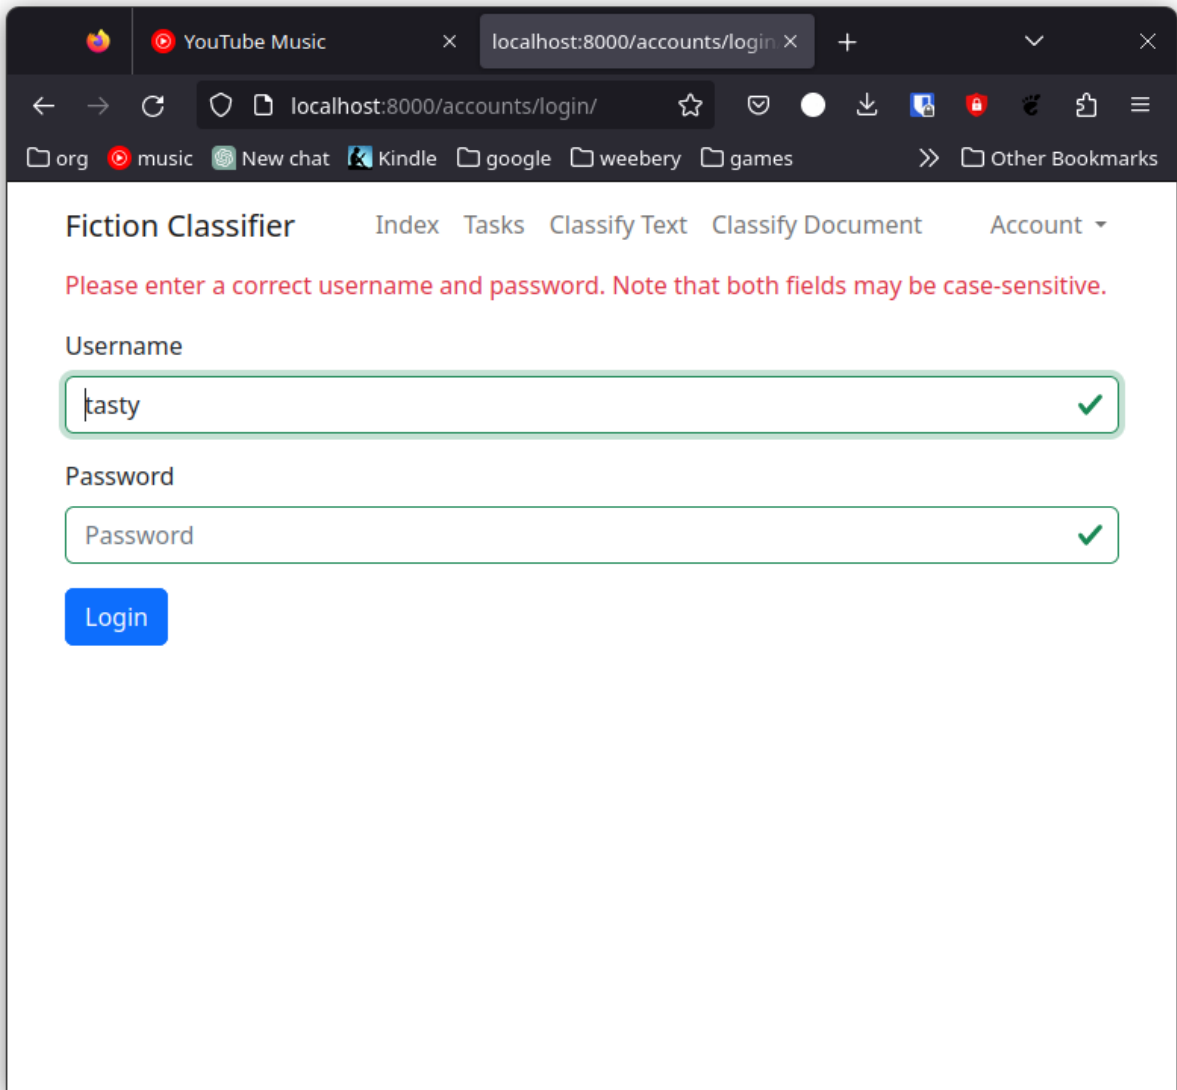 YouTube Music
localhost:8000/accounts/login
localhost:8000/accounts/login/
org music New chat Kindle google weebery games Other Bookmarks
Fiction Classifier Index Tasks Classify Text Classify Document Account
Please enter a correct username and password. Note that both fields may be case-sensitive.
Username
tasty
Password
Password
Login